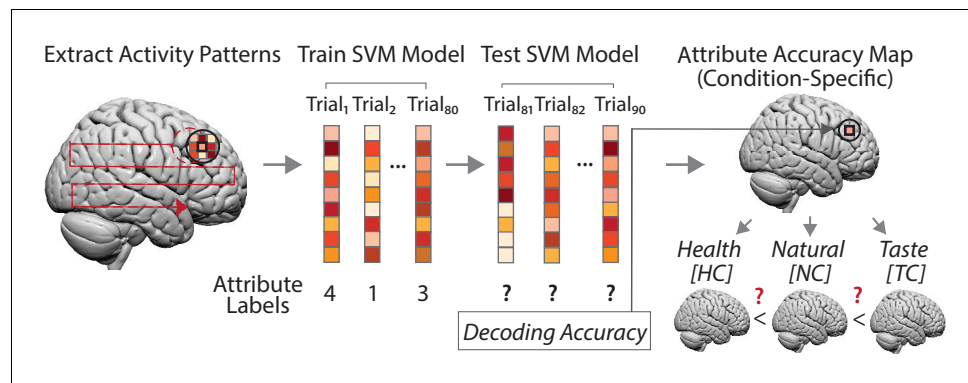 Extract Activity Patterns
Train SVM Model
Test SVM Model
Attribute Accuracy Map
(Condition-Specific)
Trial1 Trial2 Trial80
Trial81 Trial82 Trial90
... ...
Health
[HC]
Natural
[NC]
Taste
[TC]
Attribute
Labels
4 1 3 ? ? ?
Decoding Accuracy
? ?
< <